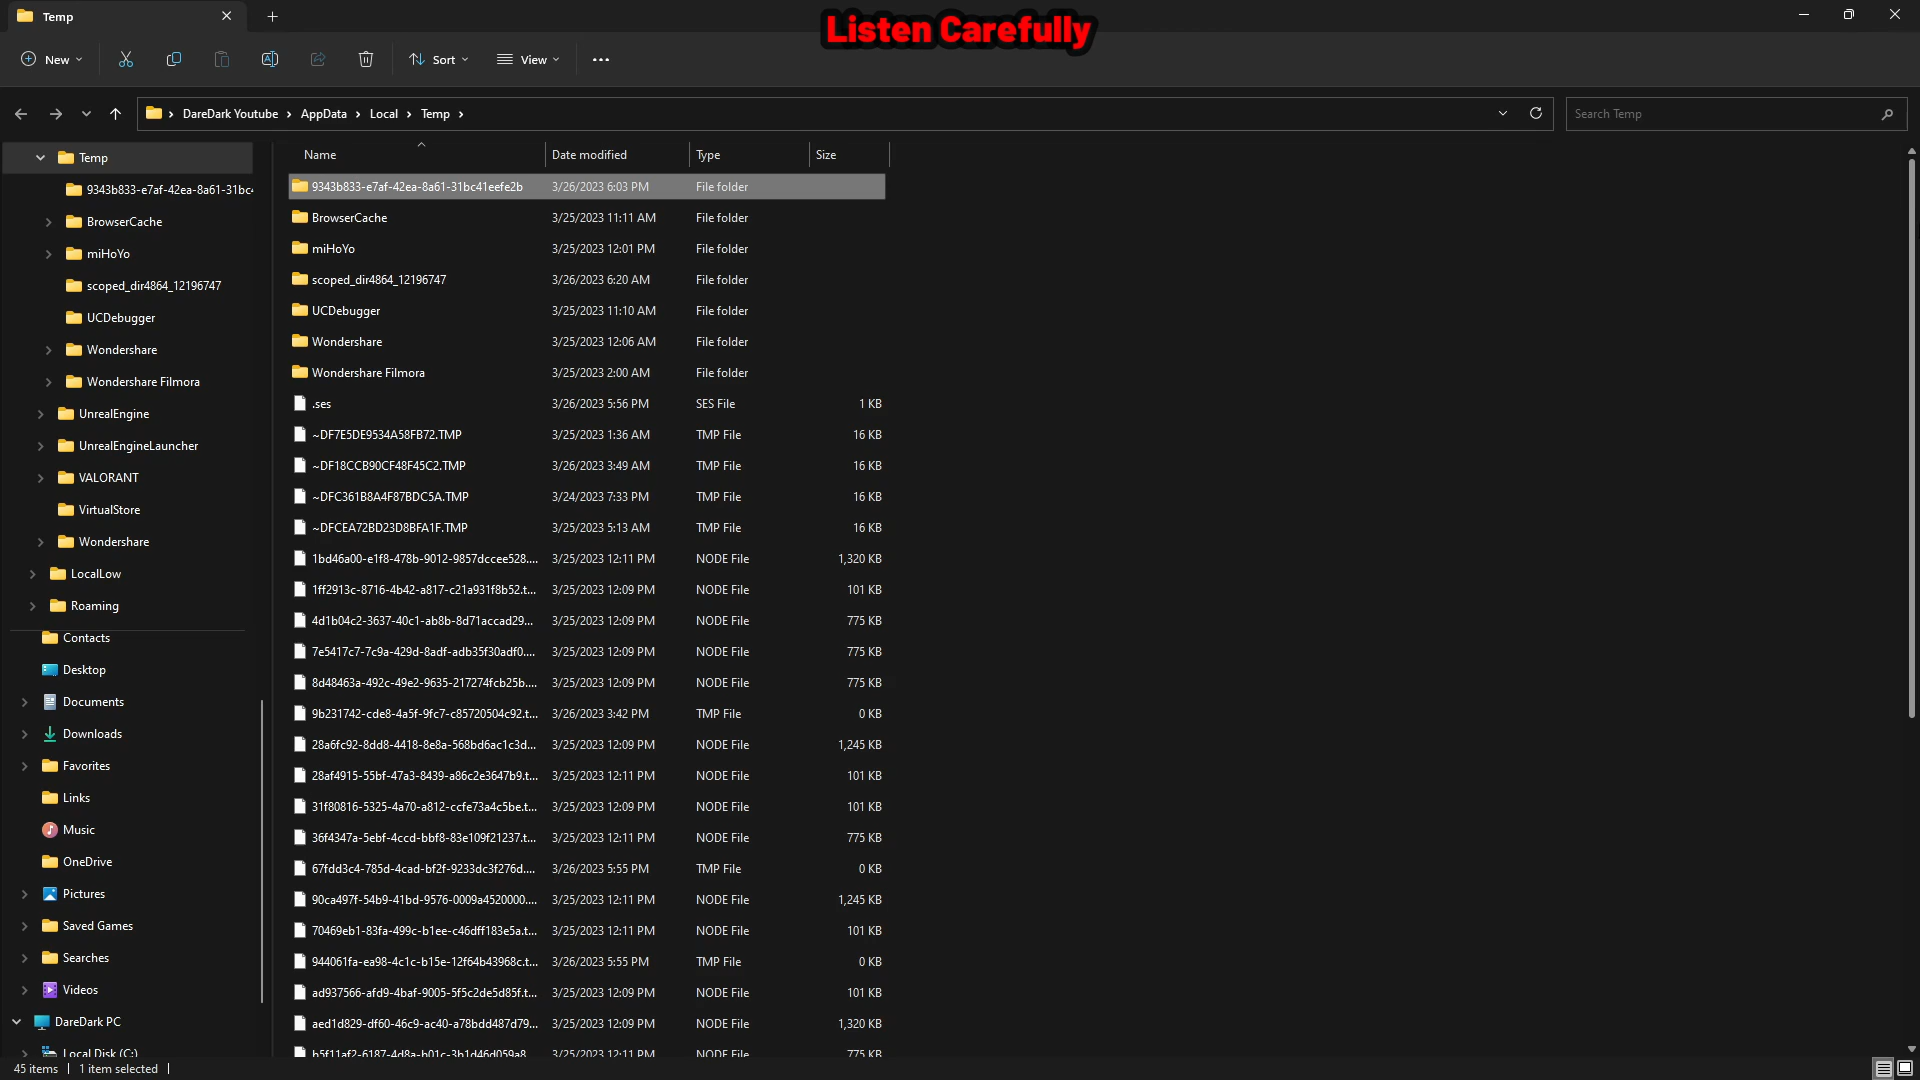 Temp
Listen Carefully
New
Sort
View
DareDark Youtube > AppData > Local > Temp >
Search Temp
Temp
9343b833-e7af-42ea-8a61-31bc4
BrowserCache
miHoYo
scoped_dir4864_12196747
UCDebugger
Wondershare
Wondershare Filmora
UnrealEngine
UnrealEngineLauncher
VALORANT
VirtualStore
Wondershare
LocalLow
Roaming
Contacts
Desktop
Documents
Downloads
Favorites
Links
Music
OneDrive
Pictures
Saved Games
Searches
Videos
DareDark PC
Local Disk (C:)
Name Date modified Type Size
9343b833-e7af-42ea-8a61-31bc41eefe2b 3/26/2023 6:03 PM File folder
BrowserCache 3/25/2023 11:11 AM File folder
miHoYo 3/25/2023 12:01 PM File folder
scoped_dir4864_12196747 3/26/2023 6:20 AM File folder
UCDebugger 3/25/2023 11:10 AM File folder
Wondershare 3/25/2023 12:06 AM File folder
Wondershare Filmora 3/25/2023 2:00 AM File folder
.ses 3/26/2023 5:56 PM SES File 1 KB
~DF7E5DE9534A58FB72.TMP 3/25/2023 1:36 AM TMP File 16 KB
~DF18CCB90CF48F45C2.TMP 3/26/2023 3:49 AM TMP File 16 KB
~DFC361B8A4F87BDC5A.TMP 3/24/2023 7:33 PM TMP File 16 KB
~DFCEA72BD23D8BFA1F.TMP 3/25/2023 5:13 AM TMP File 16 KB
1bd46a00-e1f8-478b-9012-9857dccee528.... 3/25/2023 12:11 PM NODE File 1,320 KB
1ff2913c-8716-4b42-a817-c21a931f8b52.t... 3/25/2023 12:09 PM NODE File 101 KB
4d1b04c2-3637-40c1-ab8b-8d71accad29... 3/25/2023 12:09 PM NODE File 775 KB
7e5417c7-7c9a-429d-8adf-adb35f30adf0.... 3/25/2023 12:09 PM NODE File 775 KB
8d48463a-492c-49e2-9635-217274fcb25b.... 3/25/2023 12:09 PM NODE File 775 KB
9b231742-cde8-4a5f-9fc7-c85720504c92.t... 3/26/2023 3:42 PM TMP File 0 KB
28a6fc92-8dd8-4418-8e8a-568bd6ac1c3d... 3/25/2023 12:09 PM NODE File 1,245 KB
28af4915-55bf-47a3-8439-a86c2e3647b9.t... 3/25/2023 12:11 PM NODE File 101 KB
31f80816-5325-4a70-a812-ccfe73a4c5be.t... 3/25/2023 12:09 PM NODE File 101 KB
36f4347a-5ebf-4ccd-bbf8-83e109f21237.t... 3/25/2023 12:11 PM NODE File 775 KB
67fdd3c4-785d-4cad-bf2f-9233dc3f276d.... 3/26/2023 5:55 PM TMP File 0 KB
90ca497f-54b9-41bd-9576-0009a4520000.... 3/25/2023 12:11 PM NODE File 1,245 KB
70469eb1-83fa-499c-b1ee-c46dff183e5a.t... 3/25/2023 12:11 PM NODE File 101 KB
944061fa-ea98-4c1c-b15e-12f64b43968c.t... 3/26/2023 5:55 PM TMP File 0 KB
ad937566-afd9-4baf-9005-5f5c2de5d85f.t... 3/25/2023 12:09 PM NODE File 101 KB
aed1d829-df60-46c9-ac40-a78bdd487d79... 3/25/2023 12:09 PM NODE File 1,320 KB
b5f11af2-6187-4d8a-b01c-3b1d46d059a8... 3/25/2023 12:11 PM NODE File 775 KB
45 items | 1 item selected |